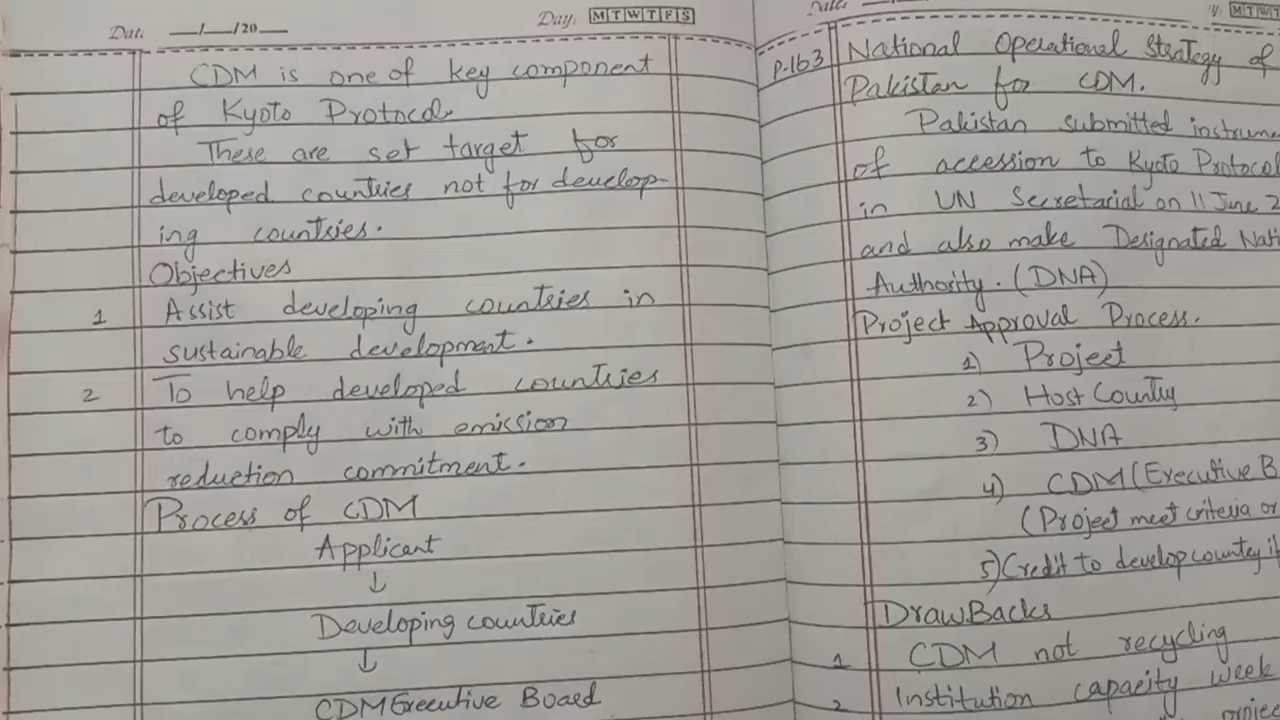 Date: __/__/20__ Day: M T W T F S
CDM is one of key component
of Kyoto Protocol.
These are set target for
developed countries not for develop-
ing countries.
Objectives
1 Assist developing countries in
sustainable development.
2 To help developed countries
to comply with emission
reduction commitment.
Process of CDM
Applicant
↓
Developing countries
↓
CDM Executive Board
P.163 National Operational Strategy of
Pakistan for CDM.
Pakistan submitted
of accession to Kyoto Protocol
in UN Secretarial on 11 June
and also make Designated
Authority. (DNA)
Project Approval Process.
1) Project
2) Host County
3) DNA
4) CDM (Executive B
(Project meet criteria or
5) Credit to develop county if
DrawBacks
1 CDM not recycling
2 Institution capacity week